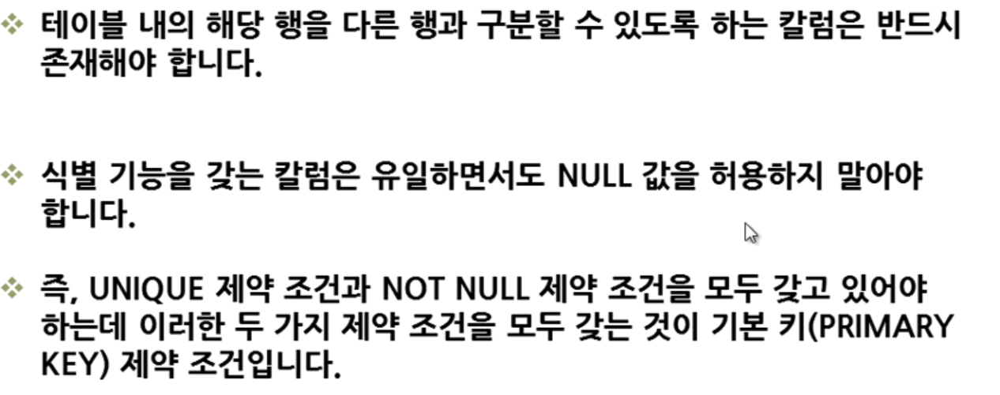 테이블 내의 해당 행을 다른 행과 구분할 수 있도록 하는 칼럼은 반드시
존재해야 합니다.
식별 기능을 갖는 칼럼은 유일하면서도 NULL 값을 허용하지 말아야
합니다.
즉, UNIQUE 제약 조건과 NOT NULL 제약 조건을 모두 갖고 있어야
하는데 이러한 두 가지 제약 조건을 모두 갖는 것이 기본 키(PRIMARY
KEY) 제약 조건입니다.